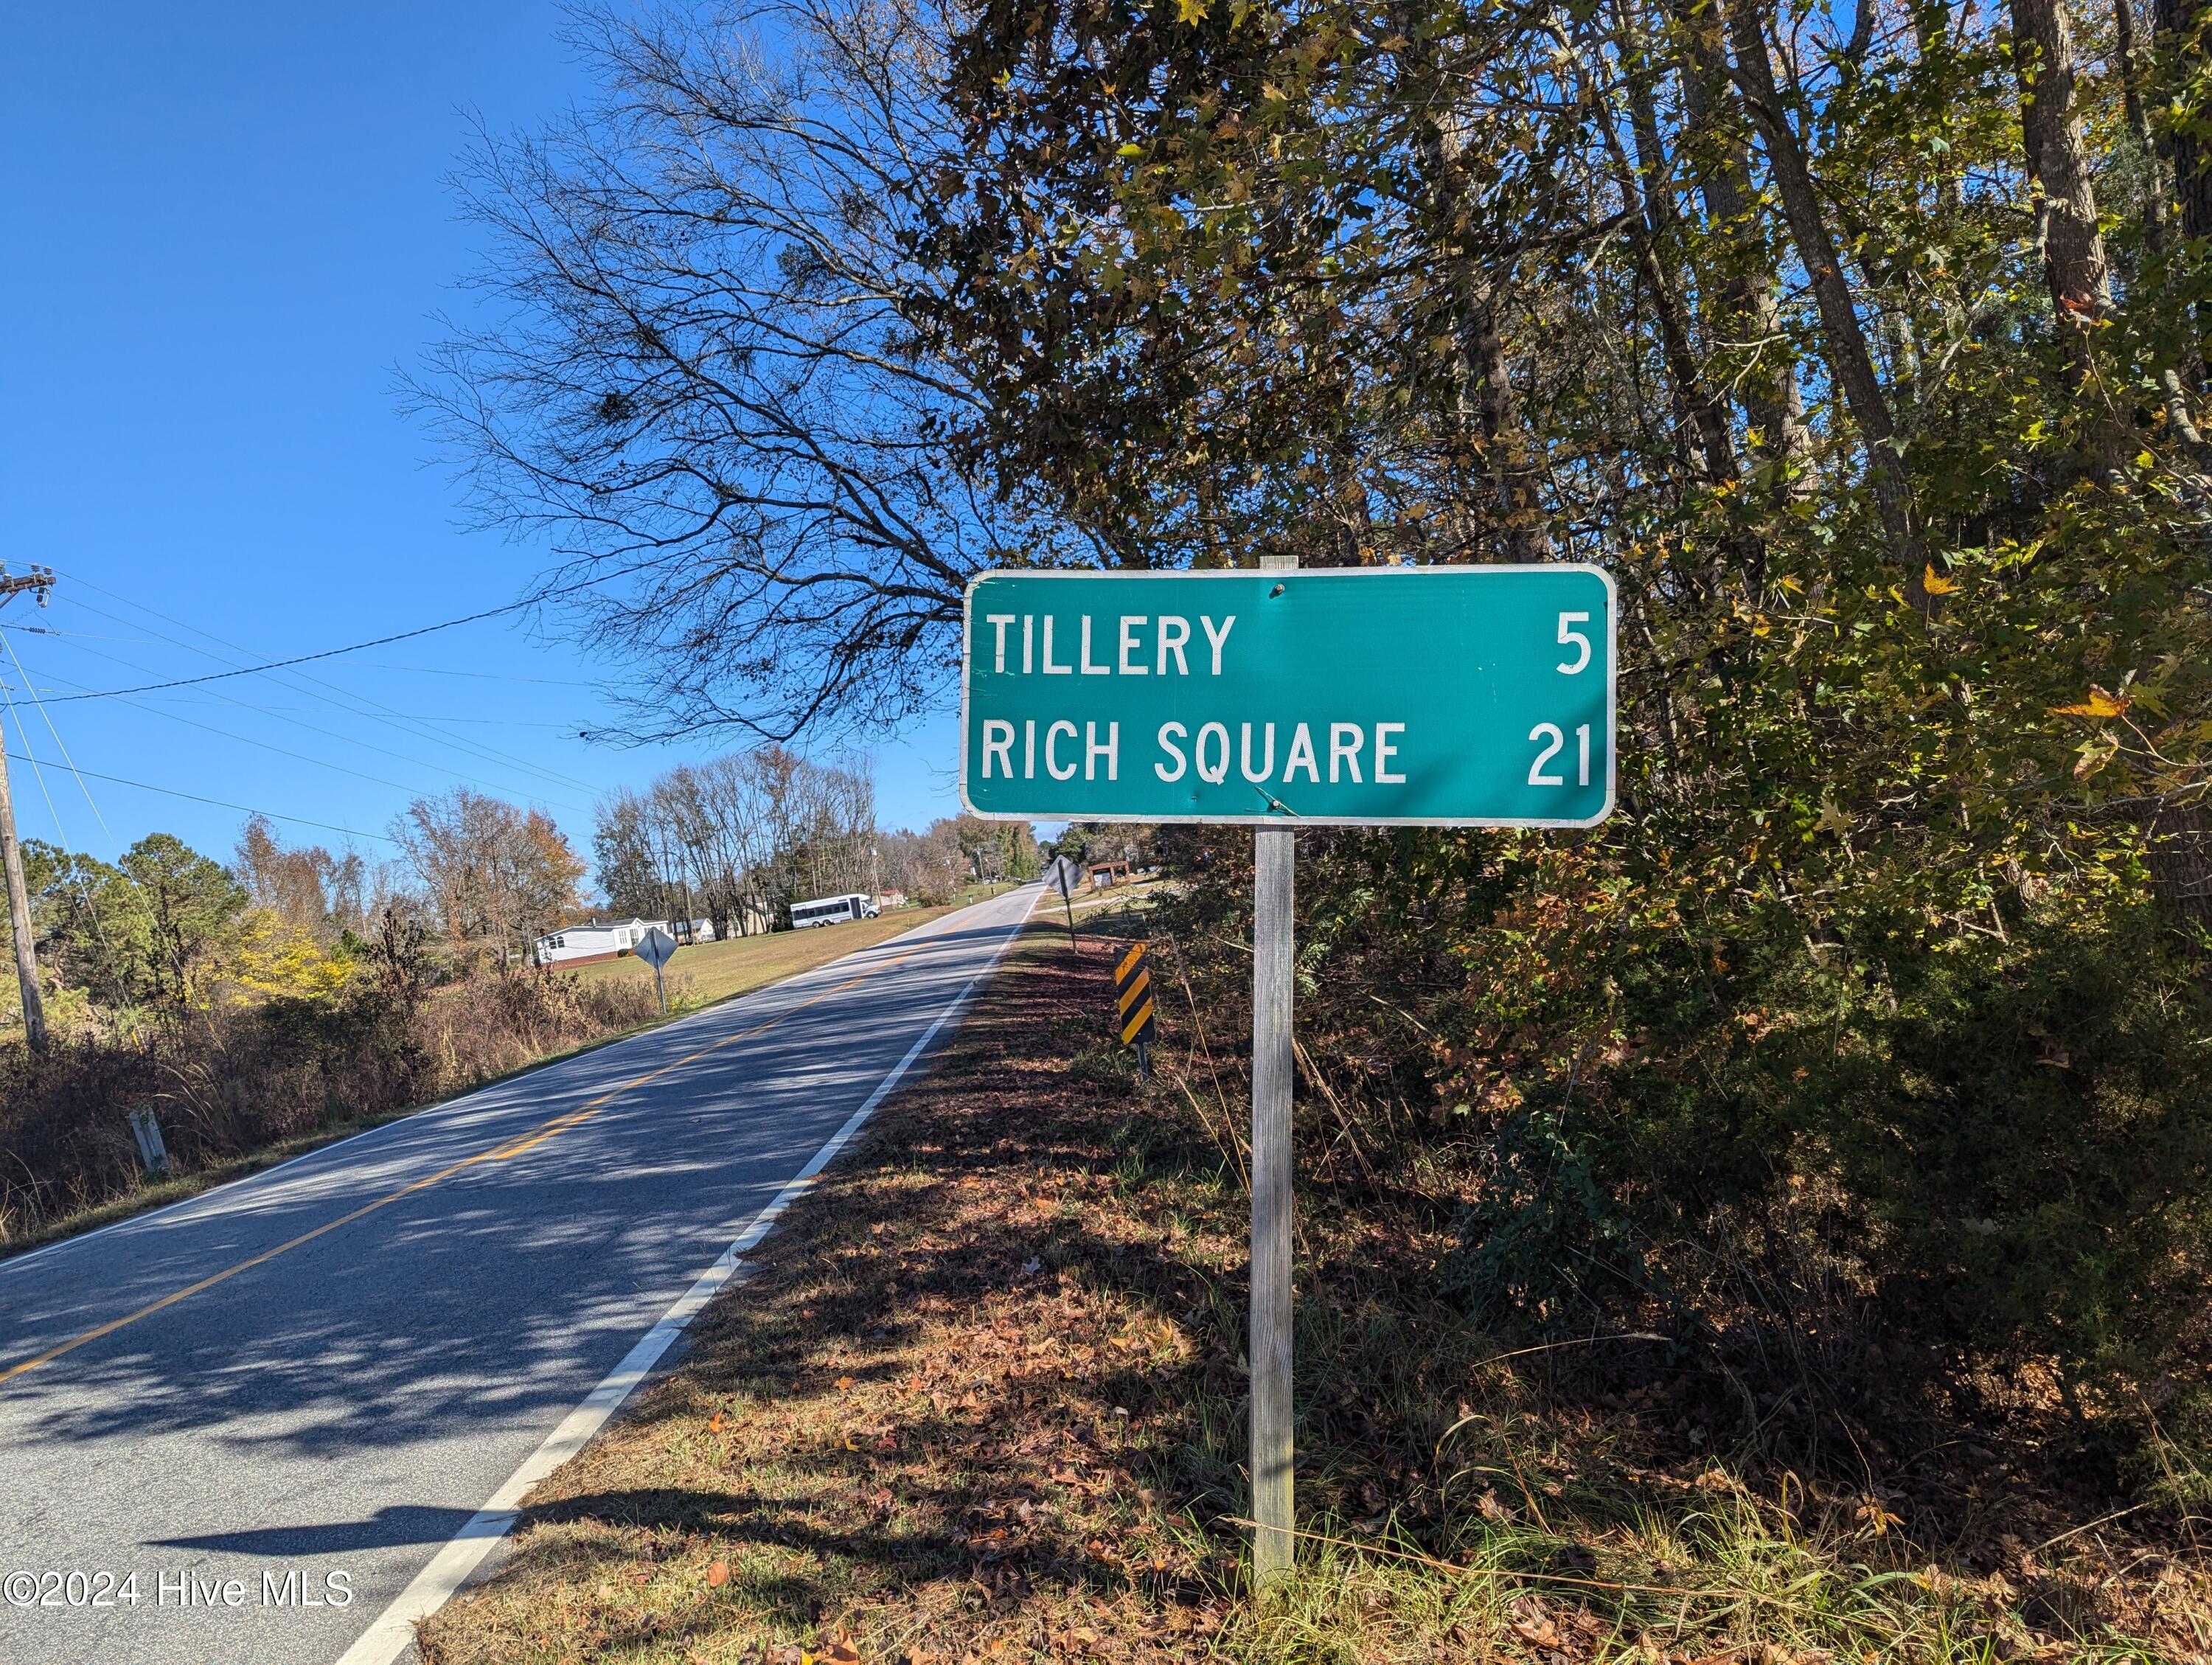 TILLERY 5
RICH SQUARE 21
©2024 Hive MLS